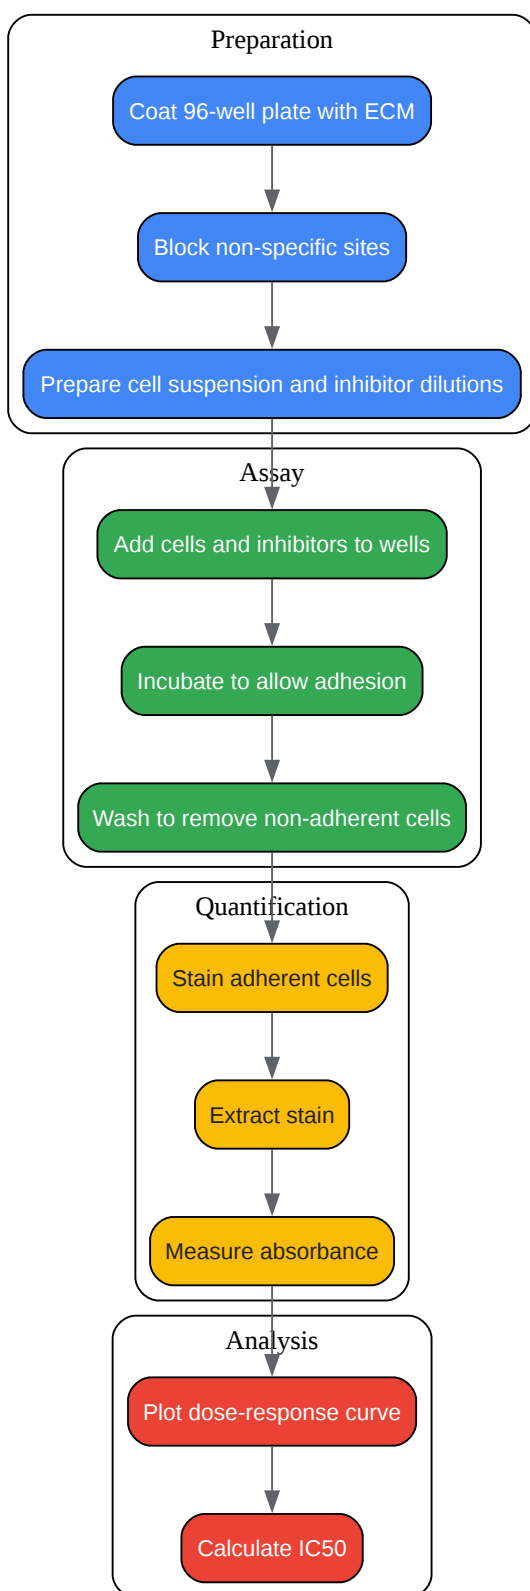 Preparation
Coat 96-well plate with ECM
Block non-specific sites
Prepare cell suspension and inhibitor dilutions
Assay
Add cells and inhibitors to wells
Incubate to allow adhesion
Wash to remove non-adherent cells
Quantification
Stain adherent cells
Extract stain
Measure absorbance
Analysis
Plot dose-response curve
Calculate IC50